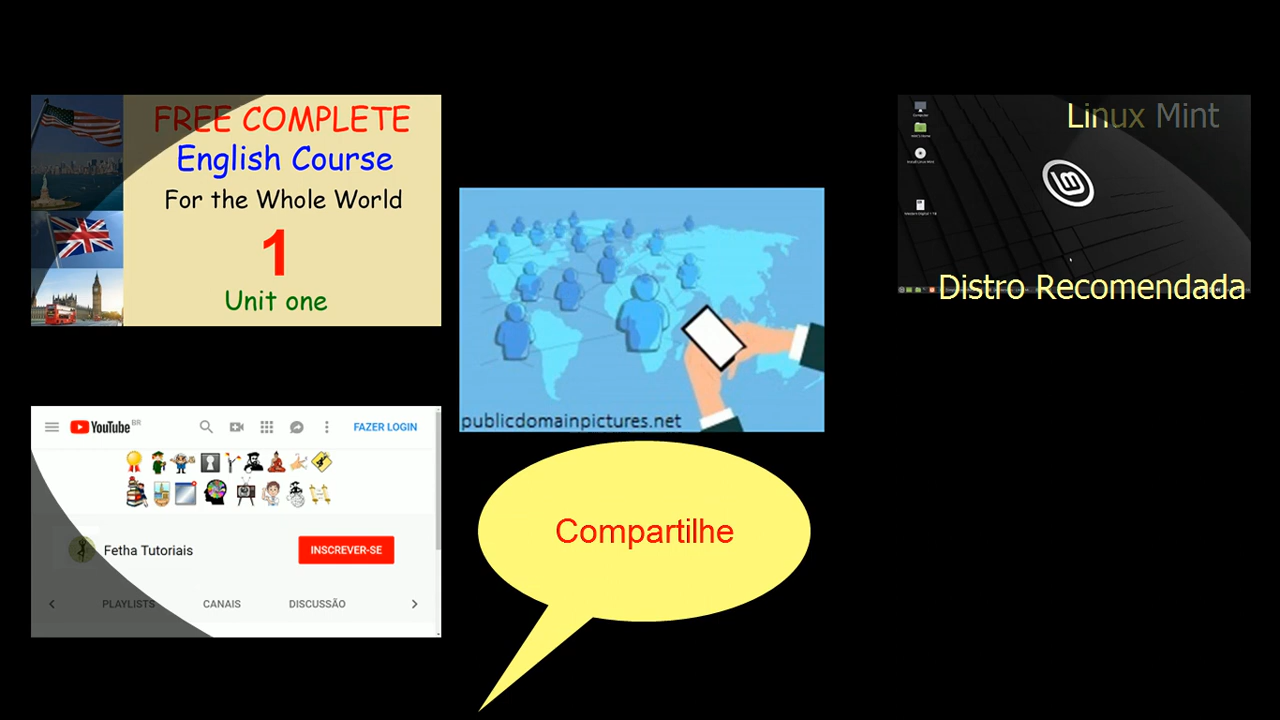 FREE COMPLETE
English Course
For the Whole World
1
Unit one
Linux Mint
Distro Recomendada
publicdomainpictures.net
YouTube BR
FAZER LOGIN
Fetha Tutoriais
INSCREVER-SE
PLAYLISTS CANAIS DISCUSSÃO
Compartilhe